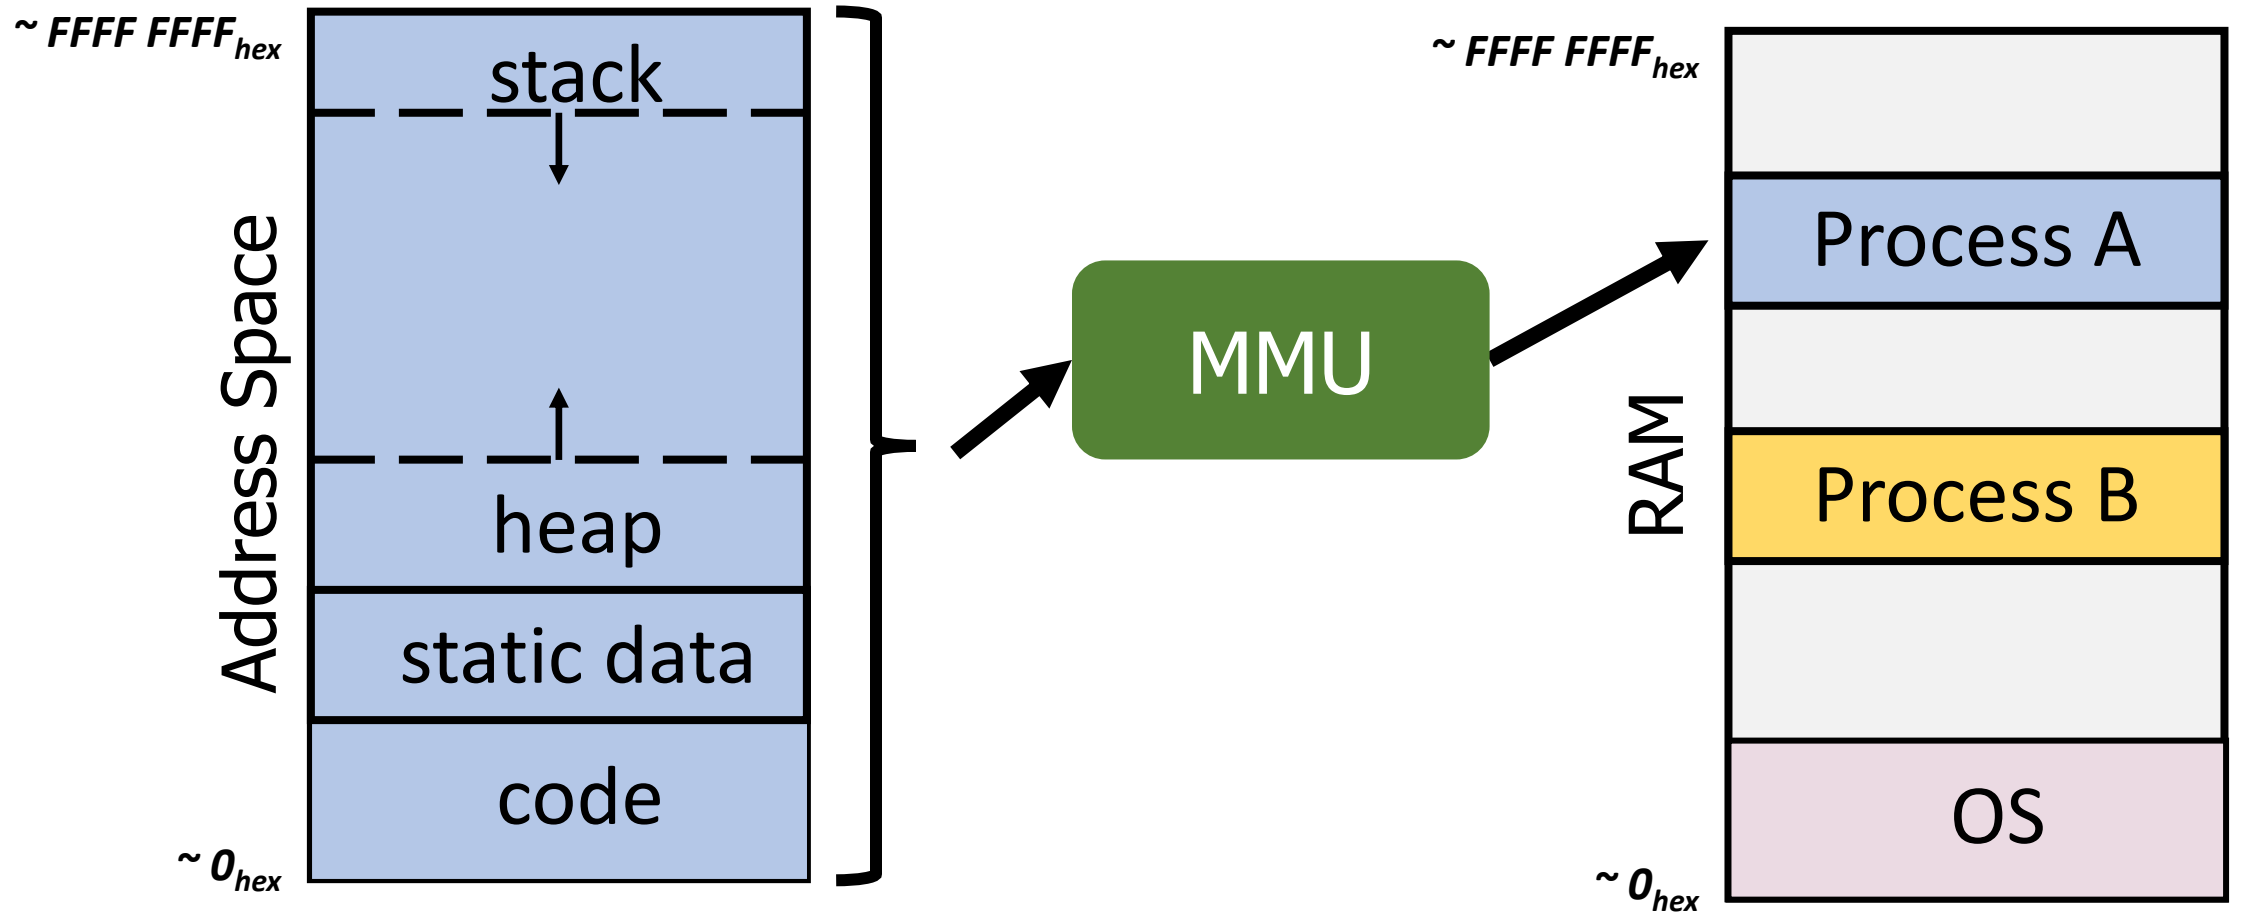 ~ FFFF FFFFhex
stack
Address Space
heap
static data
code
~ 0hex
MMU
~ FFFF FFFFhex
Process A
RAM
Process B
OS
~ 0hex